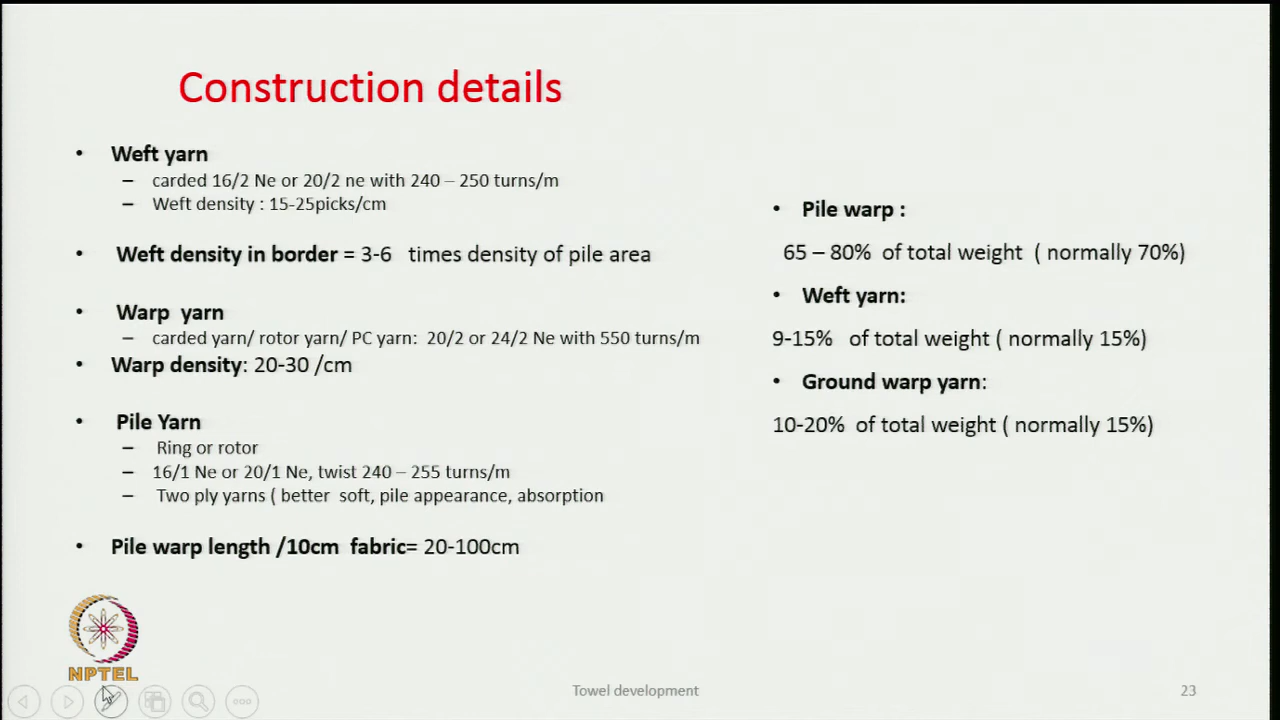 Construction details
• Weft yarn
– carded 16/2 Ne or 20/2 ne with 240 – 250 turns/m
– Weft density : 15-25picks/cm
• Weft density in border = 3-6 times density of pile area
• Warp yarn
– carded yarn/ rotor yarn/ PC yarn: 20/2 or 24/2 Ne with 550 turns/m
• Warp density: 20-30 /cm
• Pile Yarn
– Ring or rotor
– 16/1 Ne or 20/1 Ne, twist 240 – 255 turns/m
– Two ply yarns ( better soft, pile appearance, absorption
• Pile warp length /10cm fabric= 20-100cm
• Pile warp :
65 – 80% of total weight ( normally 70%)
• Weft yarn:
9-15% of total weight ( normally 15%)
• Ground warp yarn:
10-20% of total weight ( normally 15%)
NPTEL
Towel development
23